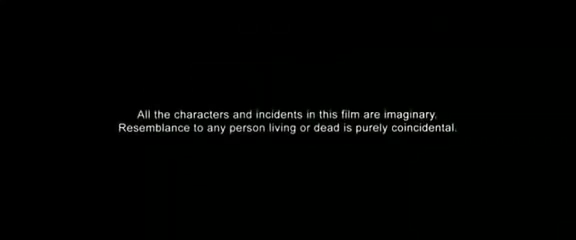 All the characters and incidents in this film are imaginary.
Resemblance to any person living or dead is purely coincidental.